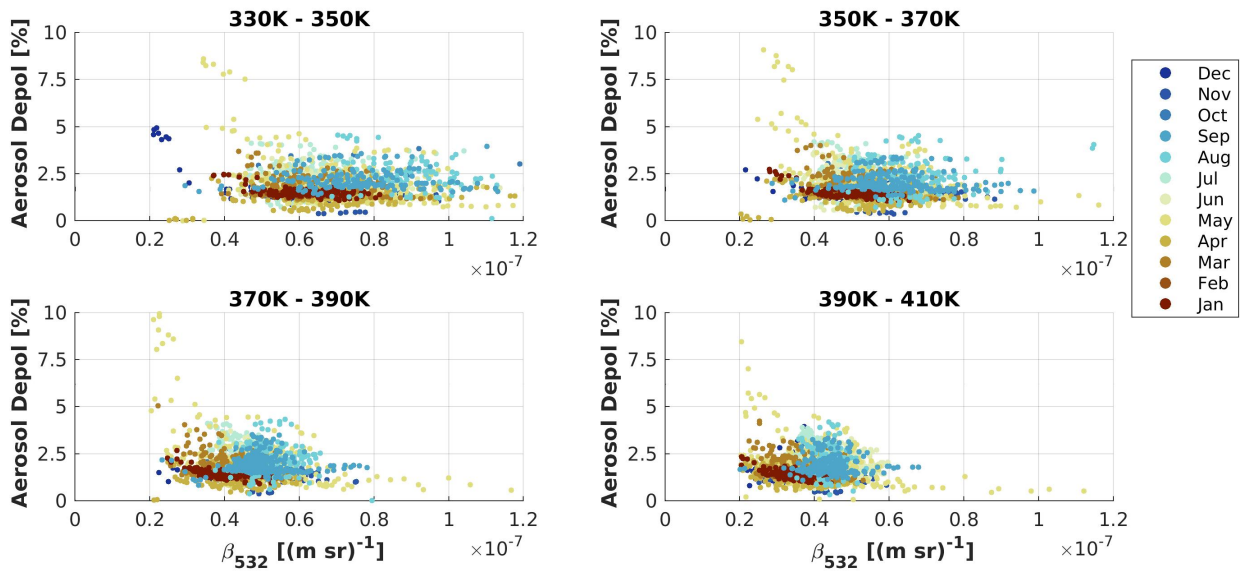 330K - 350K
10
7.5
5
2.5
0
Aerosol Depol [%]
0 0.2 0.4 0.6 0.8 1 1.2
×10-7
350K - 370K
10
7.5
5
2.5
0
Aerosol Depol [%]
0 0.2 0.4 0.6 0.8 1 1.2
×10-7
Dec
Nov
Oct
Sep
Aug
Jul
Jun
May
Apr
Mar
Feb
Jan
370K - 390K
10
7.5
5
2.5
0
Aerosol Depol [%]
0 0.2 0.4 0.6 0.8 1 1.2
×10-7
β532 [(m sr)-1]
390K - 410K
10
7.5
5
2.5
0
Aerosol Depol [%]
0 0.2 0.4 0.6 0.8 1 1.2
×10-7
β532 [(m sr)-1]